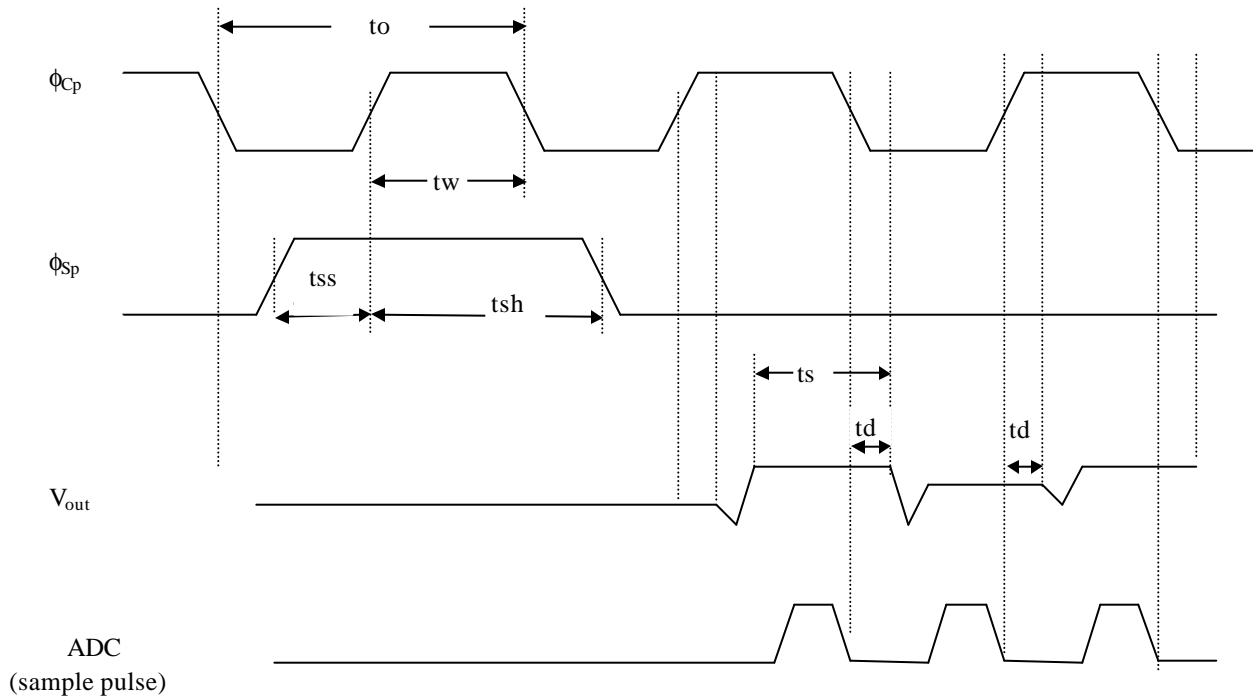 to
ϕCp
tw
ϕSp
tss
tsh
ts
td
td
Vout
ADC
(sample pulse)